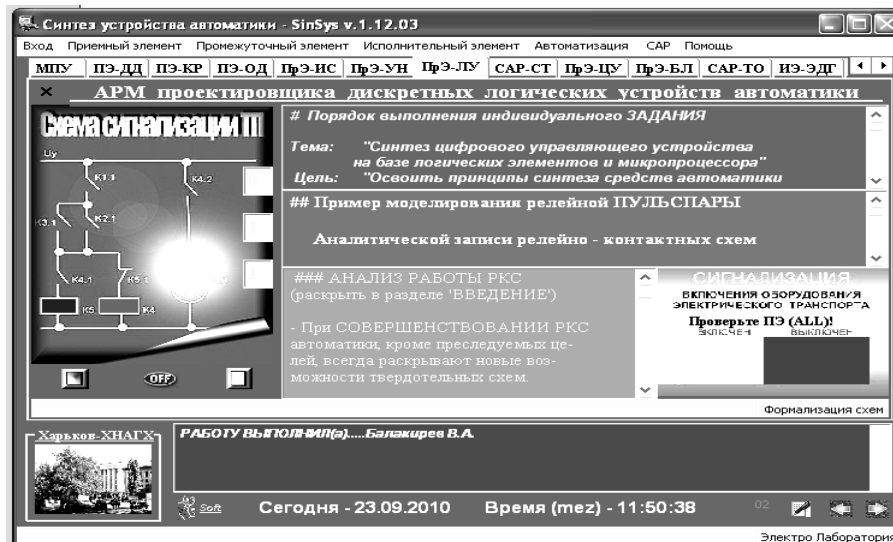 Синтез устройства автоматики - SinSys v.1.12.03
Вход Приемный элемент Промежуточный элемент Исполнительный элемент Автоматизация САР Помощь
МПУ ПЭ-ДД ПЭ-КР ПЭ-ОД ПрЭ-ИС ПрЭ-УН ПрЭ-ЛУ САР-СТ ПрЭ-ЦУ ПрЭ-БЛ САР-ТО ИЭ-ЭДГ
АРМ проектировщика дискретных логических устройств автоматики
Схема сигнализации ТП
Uy
К1.1
К4.2
К3.1
К2.1
К4.1
К5.1
К5
К4
OFF
# Порядок выполнения индивидуального ЗАДАНИЯ
Тема: "Синтез цифрового управляющего устройства
на базе логических элементов и микропроцессора"
Цель: "Освоить принципы синтеза средств автоматики
## Пример моделирования релейной ПУЛЬСПАРЫ
Аналитической записи релейно - контактных схем
### АНАЛИЗ РАБОТЫ РКС
(раскрыть в разделе 'ВВЕДЕНИЕ')
- При СОВЕРШЕНСТВОВАНИИ РКС
автоматики, кроме преследуемых це-
лей, всегда раскрывают новые воз-
можности твердотельных схем.
СИГНАЛИЗАЦИЯ
ВКЛЮЧЕНИЯ ОБОРУДОВАНИЯ
ЭЛЕКТРИЧЕСКОГО ТРАНСПОРТА
Проверьте ПЭ (ALL)!
ВКЛЮЧЕН ВЫКЛЮЧЕН
Формализация схем
Харьков-ХНАГХ
РАБОТУ ВЫПОЛНИЛ(а).....Балакирев В.А.
Soft
Сегодня - 23.09.2010 Время (mez) - 11:50:38
02
Электро Лаборатория